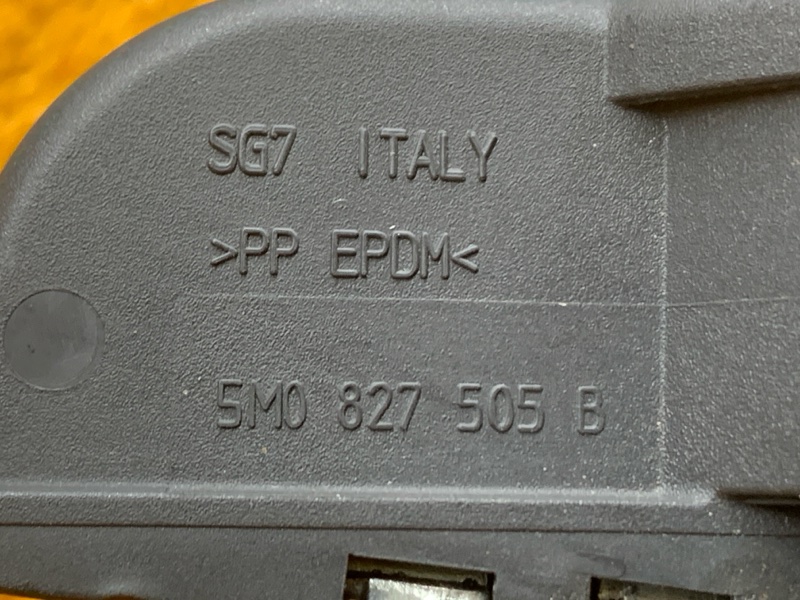 SG7 ITALY
>PP EPDM<
5M0 827 505 B